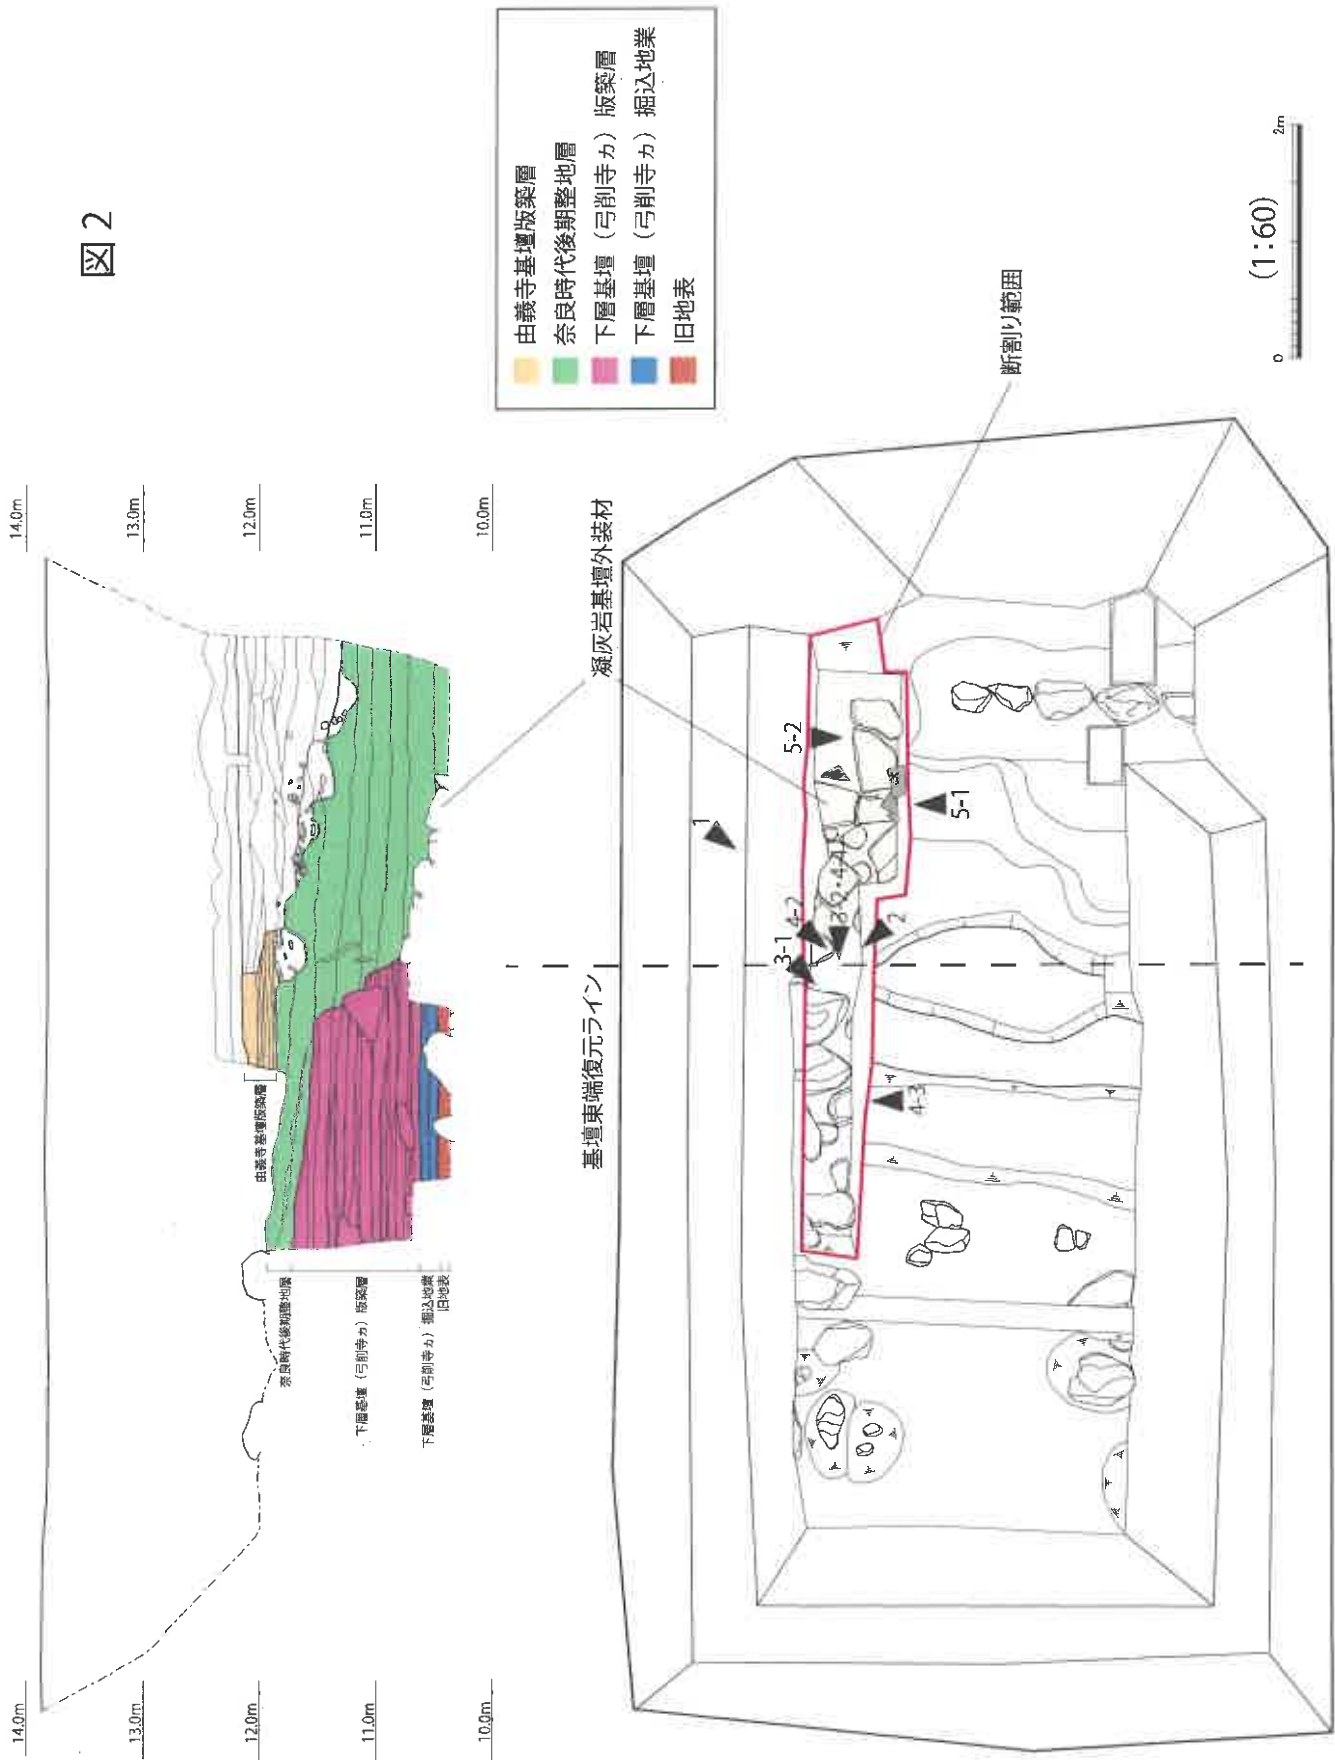 図2
由義寺基壇版築層
奈良時代後期整地層
下層基壇（弓削寺ヵ）版築層
下層基壇（弓削寺ヵ）掘込地業
旧地表
14.0m
13.0m
12.0m
11.0m
10.0m
14.0m
13.0m
12.0m
11.0m
10.0m
由義寺基壇版築層
奈良時代後期整地層
下層基壇（弓削寺ヵ）版築層
下層基壇（弓削寺ヵ）掘込地業
旧地表
凝灰岩基壇外装材
断割り範囲
基壇東端復元ライン
1
5-2
5-1
4-2
3-1
2
4-3
(1:60)
0
2m